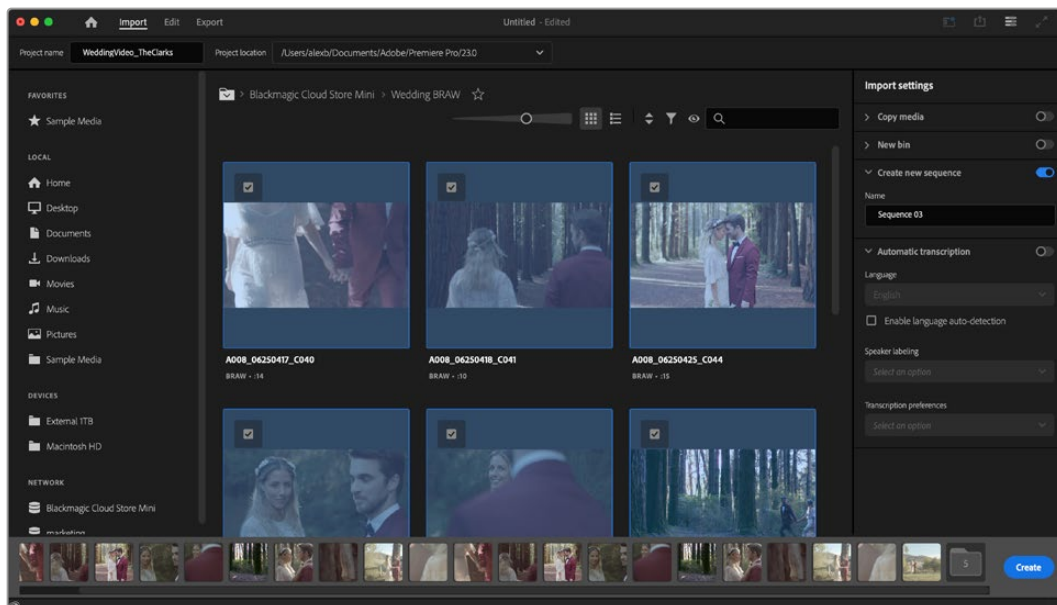 Import Edit Export Untitled - Edited
Project name WeddingVideo_TheClarks Project location /Users/alexb/Documents/Adobe/Premiere Pro/23.0
FAVORITES
Sample Media
LOCAL
Home
Desktop
Documents
Downloads
Movies
Music
Pictures
Sample Media
DEVICES
External 1TB
Macintosh HD
NETWORK
Blackmagic Cloud Store Mini
marketing
> Blackmagic Cloud Store Mini > Wedding BRAW
A008_06250417_C040
BRAW • :14
A008_06250418_C041
BRAW • :10
A008_06250425_C044
BRAW • :15
Import settings
Copy media
New bin
Create new sequence
Name
Sequence 03
Automatic transcription
Language
English
Enable language auto-detection
Speaker labeling
Select an option
Transcription preferences
Select an option
5
Create